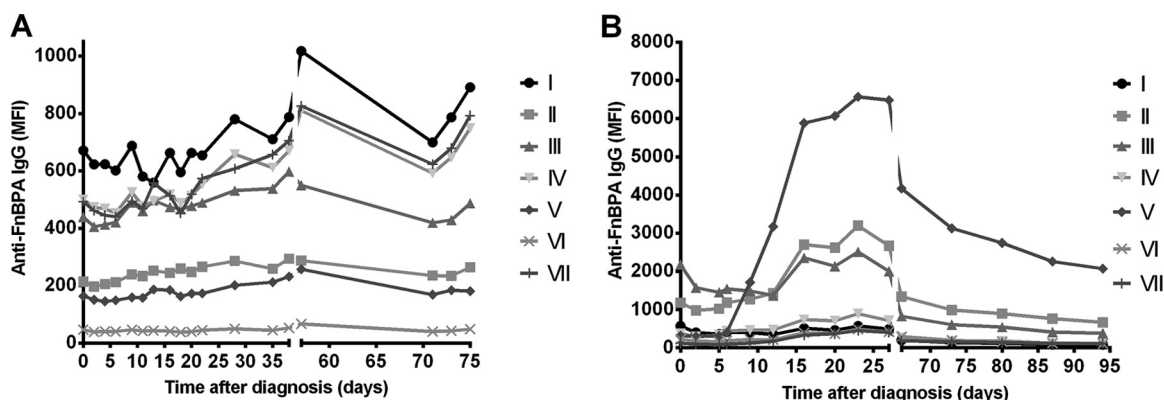 A
Anti-FnBPA IgG (MFI)
1000
800
600
400
200
0
0 5 10 15 20 25 30 35 60 65 70 75
Time after diagnosis (days)
I
II
III
IV
V
VI
VII
B
Anti-FnBPA IgG (MFI)
8000
7000
6000
5000
4000
3000
2000
1000
0
0 5 10 15 20 25 70 75 80 85 90 95
Time after diagnosis (days)
I
II
III
IV
V
VI
VII